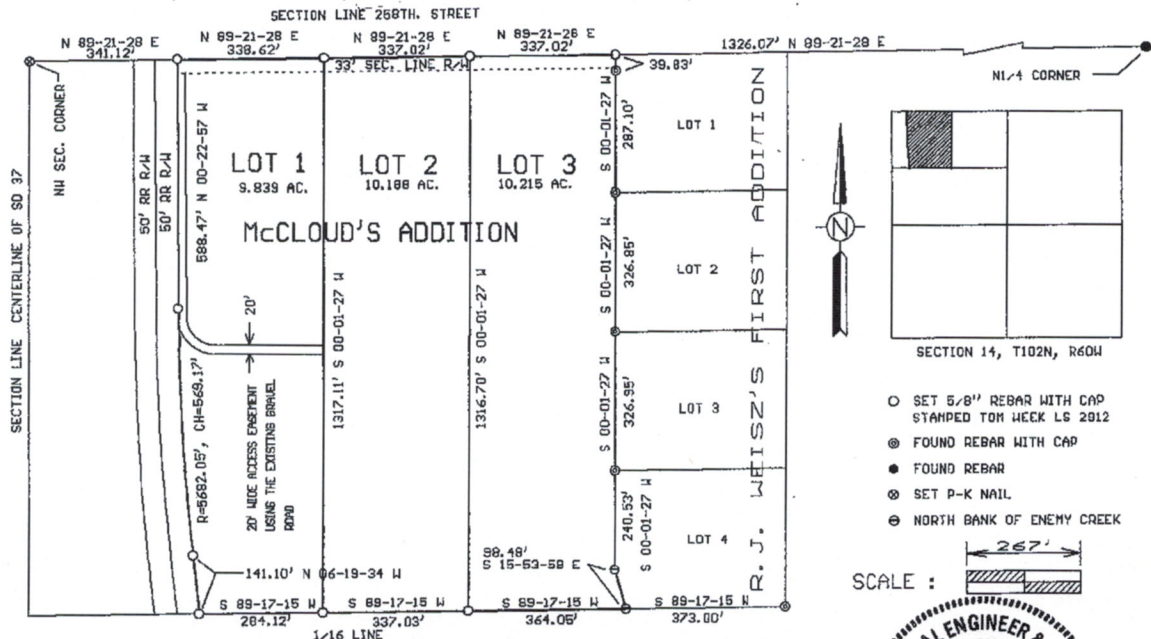 SECTION LINE 258TH. STREET
N 89-21-28 E
341.12'
N 89-21-28 E
338.62'
N 89-21-28 E
337.02'
N 89-21-28 E
337.02'
1326.07' N 89-21-28 E
33' SEC. LINE R/W
39.83'
N1/4 CORNER
NW SEC. CORNER
SECTION LINE CENTERLINE OF SD 37
50' RR R/W
50' RR R/W
588.47' N 00-22-57 W
LOT 1
9.839 AC.
LOT 2
10.188 AC.
LOT 3
10.215 AC.
McCLOUD'S ADDITION
S 00-01-27 W
287.10'
LOT 1
S 00-01-27 W
326.85'
LOT 2
S 00-01-27 W
326.95'
LOT 3
240.53'
S 00-01-27 W
LOT 4
R.J. WEISZ'S FIRST ADDITION
N
SECTION 14, T102N, R60W
R=5682.05', CH=569.17'
20'
20' WIDE ACCESS EASEMENT
USING THE EXISTING GRAVEL
ROAD
1317.11' S 00-01-27 W
1316.70' S 00-01-27 W
SET 5/8" REBAR WITH CAP
STAMPED TOM WEEK LS 2912
FOUND REBAR WITH CAP
FOUND REBAR
SET P-K NAIL
NORTH BANK OF ENEMY CREEK
98.48'
S 15-53-58 E
141.10' N 06-19-34 W
S 89-17-15 W
284.12'
S 89-17-15 W
337.03'
S 89-17-15 W
364.05'
S 89-17-15 W
373.00'
1/16 LINE
SCALE :
267'
AL ENGINEER &